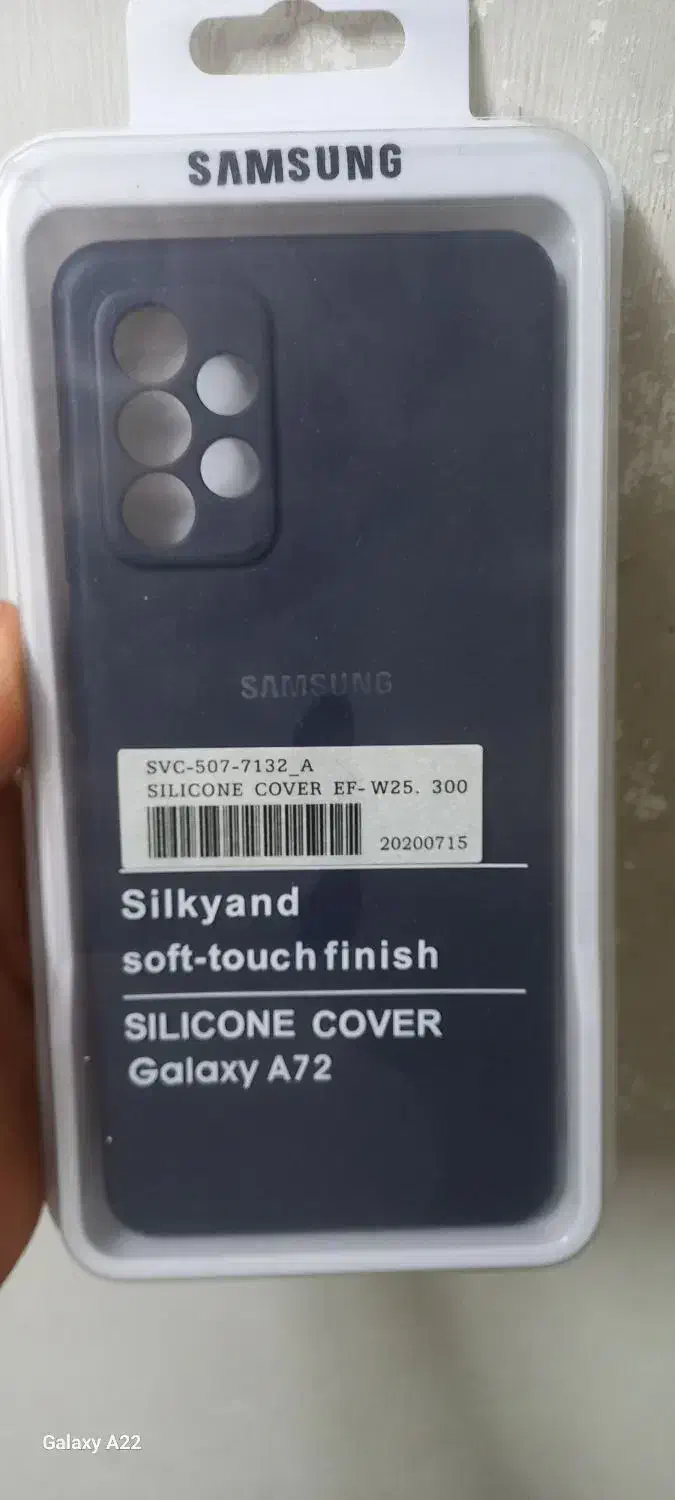 SAMSUNG
SAMSUNG
SVC-507-7132_A
SILICONE COVER EF-W25. 300
20200715
Silkyand
soft-touch finish
SILICONE COVER
Galaxy A72
Galaxy A22